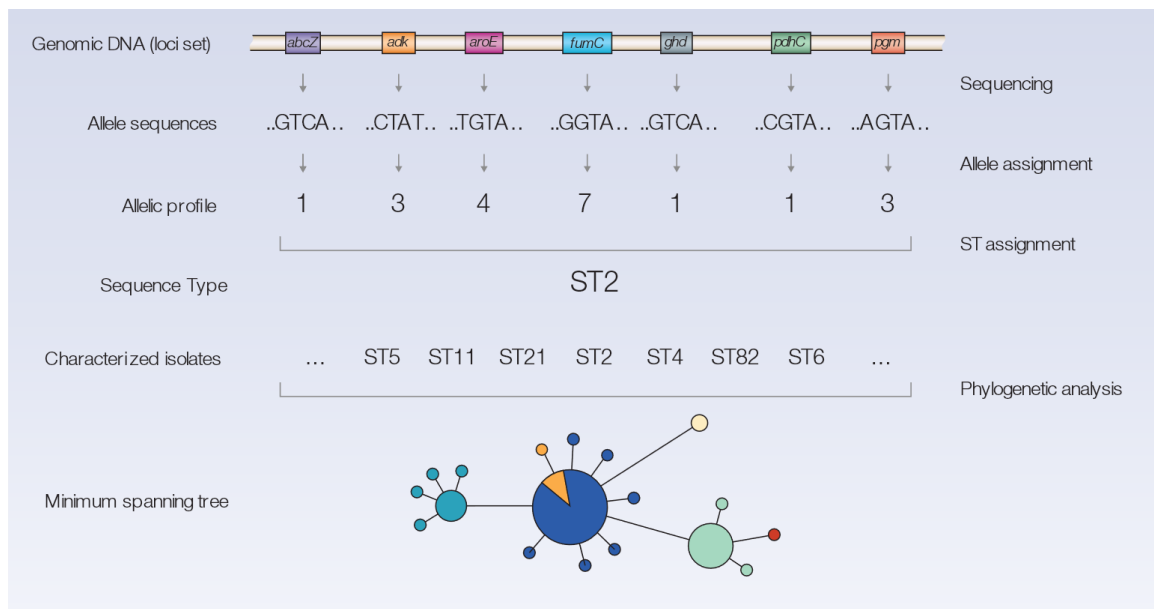 Genomic DNA (loci set) abcZ adk aroE fumC ghd pdhC pgm
Sequencing
Allele sequences ..GTCA.. ..CTAT.. ..TGTA.. ..GGTA.. ..GTCA.. ..CGTA.. ..AGTA..
Allele assignment
Allelic profile 1 3 4 7 1 1 3
ST assignment
Sequence Type ST2
Characterized isolates ... ST5 ST11 ST21 ST2 ST4 ST82 ST6 ...
Phylogenetic analysis
Minimum spanning tree